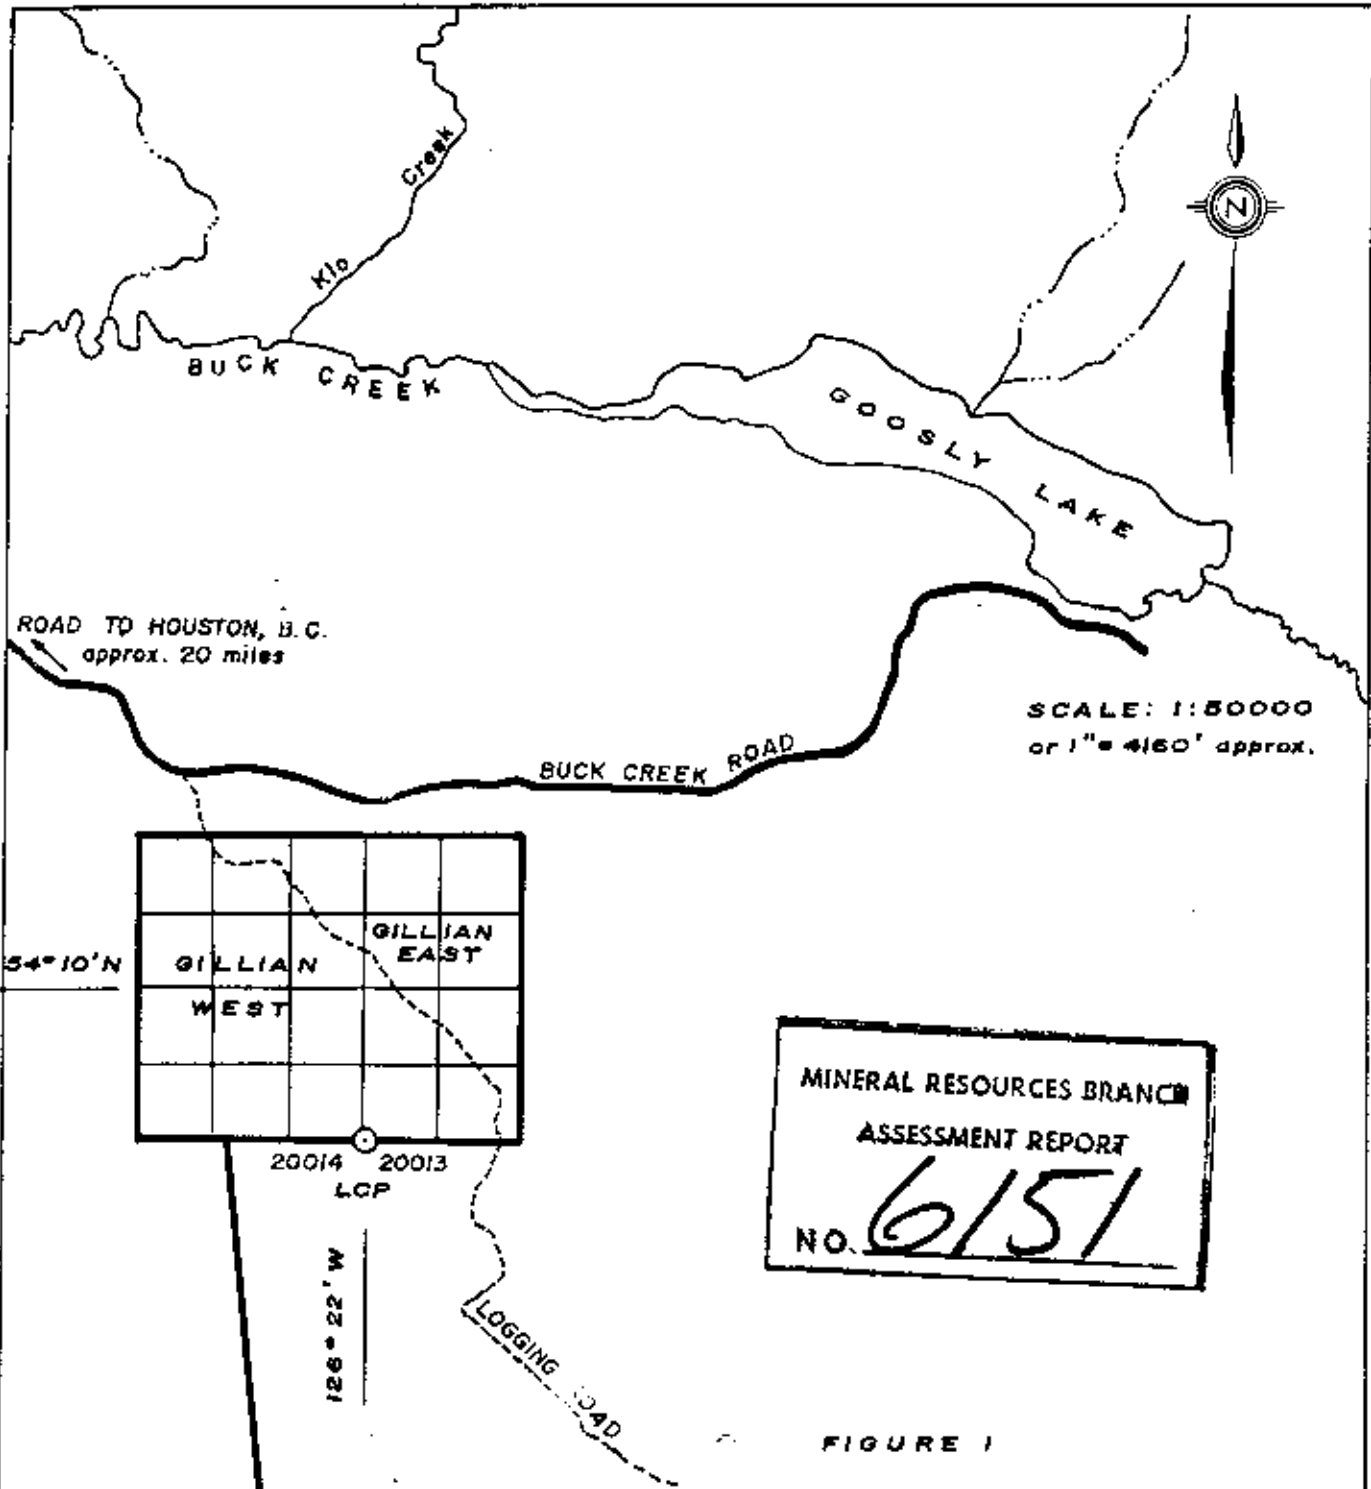 Klo Creek
N
BUCK CREEK
GOOSLY LAKE
ROAD TO HOUSTON, B.C.
approx. 20 miles
SCALE: 1:50000
or 1" = 4160' approx.
BUCK CREEK ROAD
GILLIAN
EAST
54°10'N
GILLIAN
WEST
MINERAL RESOURCES BRANCH
ASSESSMENT REPORT
NO. 6151
20014 20013
LCP
126° 22' W
LOGGING ROAD
FIGURE 1